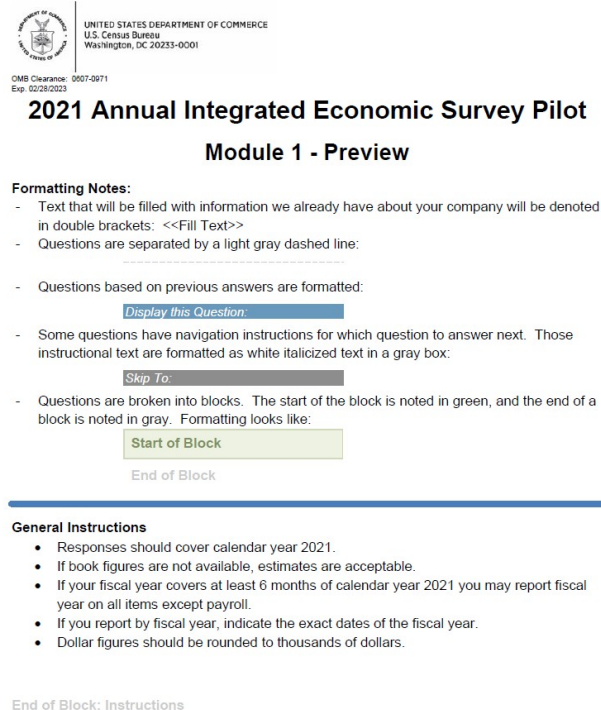 UNITED STATES DEPARTMENT OF COMMERCE
U.S. Census Bureau
Washington, DC 20233-0001
OMB Clearance: 0607-0971
Exp. 02/28/2023
2021 Annual Integrated Economic Survey Pilot
Module 1 - Preview
Formatting Notes:
- Text that will be filled with information we already have about your company will be denoted
in double brackets: <<Fill Text>>
- Questions are separated by a light gray dashed line:
- Questions based on previous answers are formatted:
Display this Question:
- Some questions have navigation instructions for which question to answer next. Those
instructional text are formatted as white italicized text in a gray box:
Skip To:
- Questions are broken into blocks. The start of the block is noted in green, and the end of a
block is noted in gray. Formatting looks like:
Start of Block
End of Block
General Instructions
• Responses should cover calendar year 2021.
• If book figures are not available, estimates are acceptable.
• If your fiscal year covers at least 6 months of calendar year 2021 you may report fiscal
year on all items except payroll.
• If you report by fiscal year, indicate the exact dates of the fiscal year.
• Dollar figures should be rounded to thousands of dollars.
End of Block: Instructions